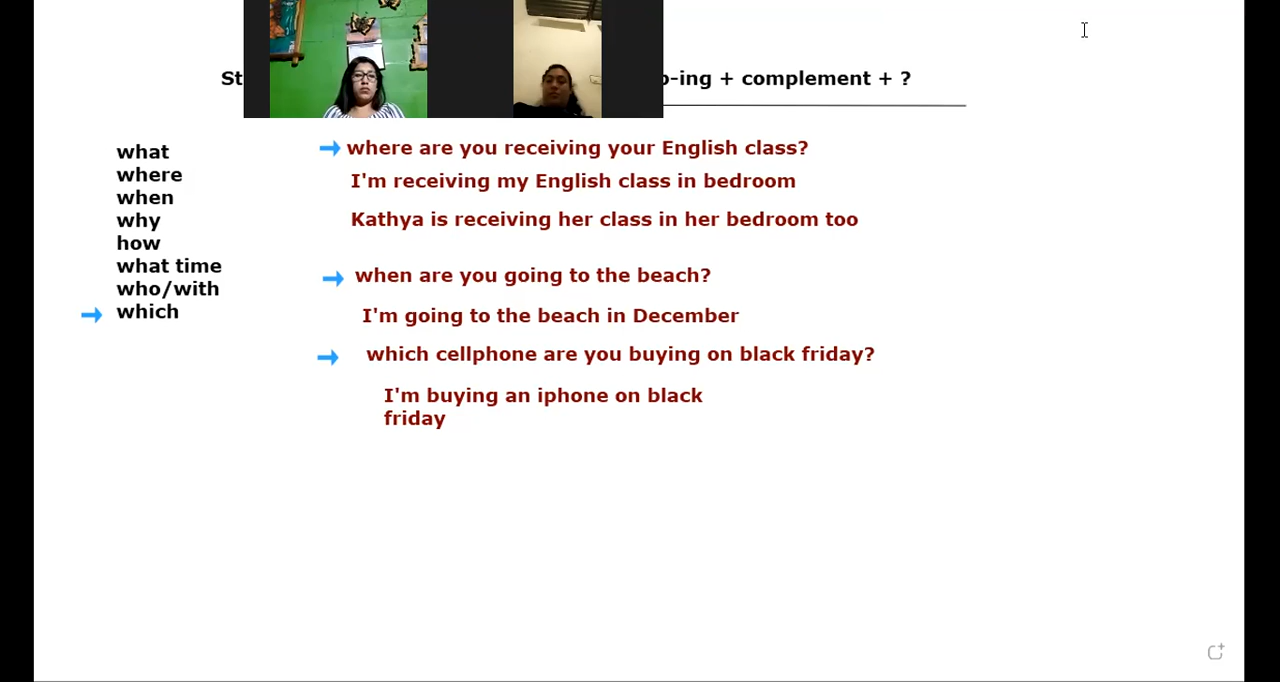 St
-ing + complement + ?
what
where
when
why
how
what time
who/with
which
where are you receiving your English class?
I'm receiving my English class in bedroom
Kathya is receiving her class in her bedroom too
when are you going to the beach?
I'm going to the beach in December
which cellphone are you buying on black friday?
I'm buying an iphone on black
friday